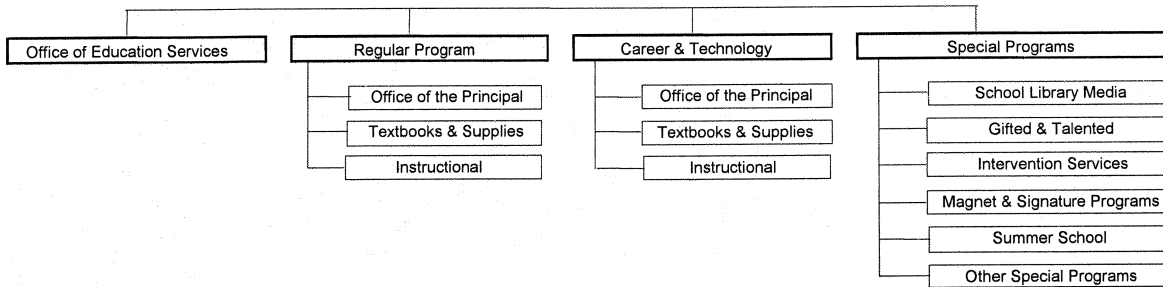 Office of Education Services
Regular Program
Office of the Principal
Textbooks & Supplies
Instructional
Career & Technology
Office of the Principal
Textbooks & Supplies
Instructional
Special Programs
School Library Media
Gifted & Talented
Intervention Services
Magnet & Signature Programs
Summer School
Other Special Programs